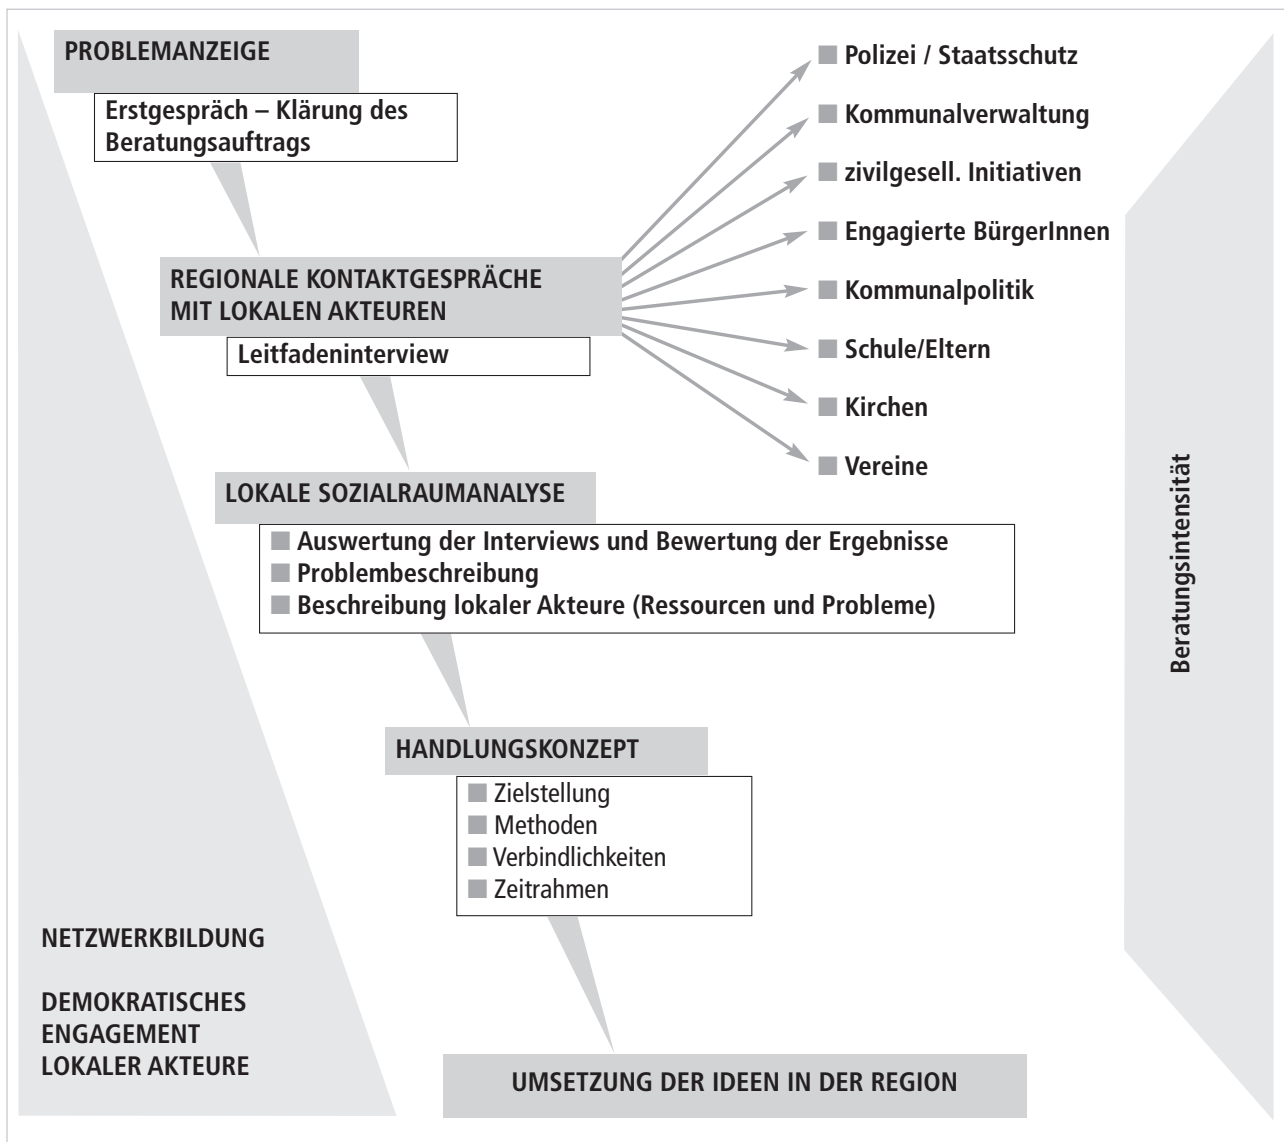 PROBLEMANZEIGE
Erstgespräch – Klärung des
Beratungsauftrags
REGIONALE KONTAKTGESPRÄCHE
MIT LOKALEN AKTEUREN
Leitfadeninterview
Polizei / Staatsschutz
Kommunalverwaltung
zivilgesell. Initiativen
Engagierte BürgerInnen
Kommunalpolitik
Schule/Eltern
Kirchen
Vereine
LOKALE SOZIALRAUMANALYSE
Auswertung der Interviews und Bewertung der Ergebnisse
Problembeschreibung
Beschreibung lokaler Akteure (Ressourcen und Probleme)
HANDLUNGSKONZEPT
Zielstellung
Methoden
Verbindlichkeiten
Zeitrahmen
UMSETZUNG DER IDEEN IN DER REGION
NETZWERKBILDUNG
DEMOKRATISCHES
ENGAGEMENT
LOKALER AKTEURE
Beratungsintensität